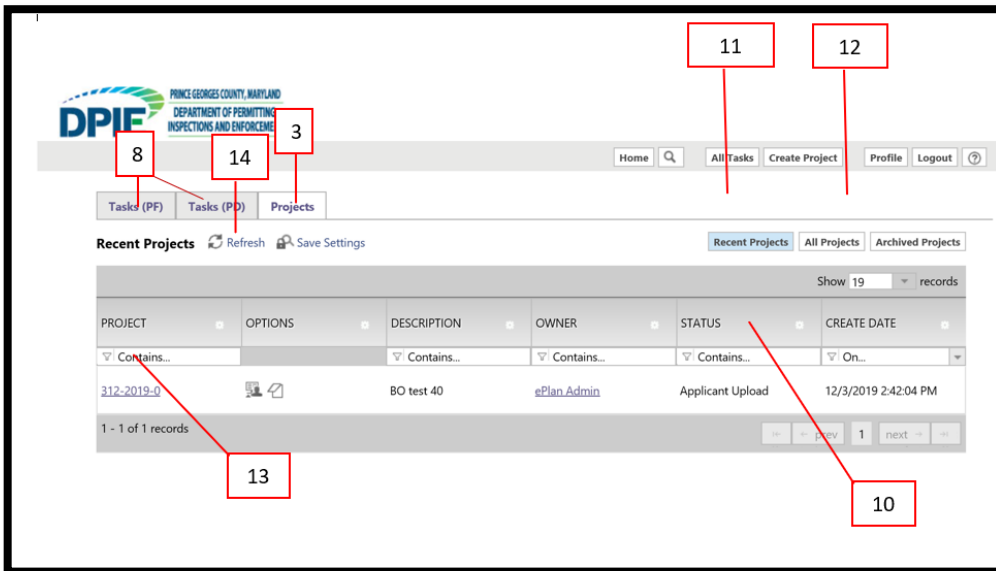 11 12
PRINCE GEORGES COUNTY, MARYLAND
DPIE DEPARTMENT OF PERMITTING
INSPECTIONS AND ENFORCEME
3
8 14
Home All Tasks Create Project Profile Logout ?
Tasks (PF) Tasks (PD) Projects
Recent Projects Refresh Save Settings Recent Projects All Projects Archived Projects
Show 19 records
PROJECT OPTIONS DESCRIPTION OWNER STATUS CREATE DATE
Contains... Contains... Contains... Contains... On...
312-2019-0 BO test 40 ePlan Admin Applicant Upload 12/3/2019 2:42:04 PM
1 - 1 of 1 records prev 1 next
13
10